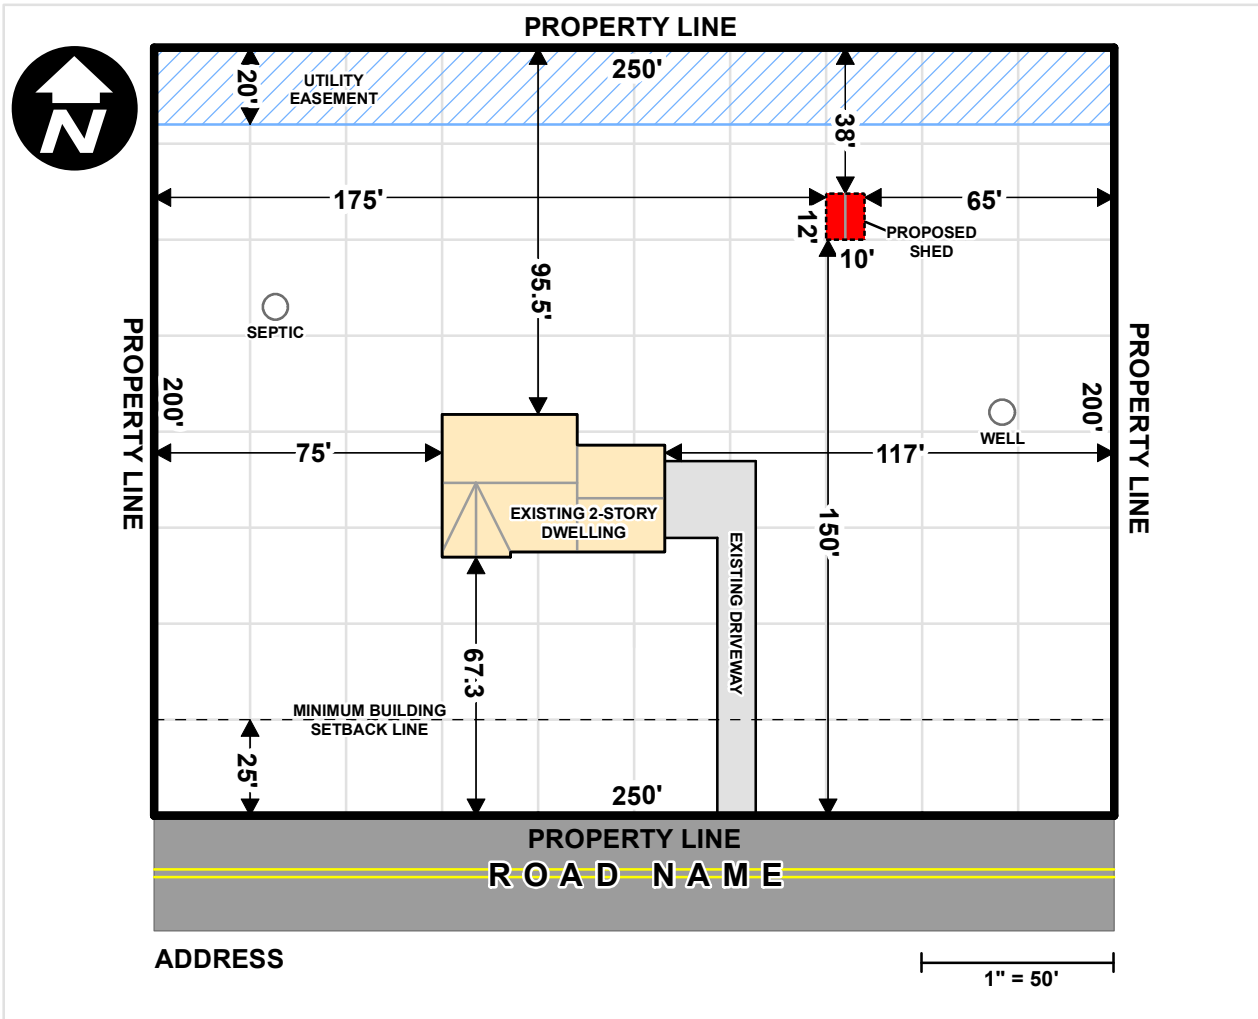 PROPERTY LINE
N
20'
UTILITY
EASEMENT
250'
38'
175'
65'
12'
10'
PROPOSED
SHED
95.5'
SEPTIC
PROPERTY LINE
200'
PROPERTY LINE
200'
WELL
75'
117'
EXISTING 2-STORY
DWELLING
150'
EXISTING DRIVEWAY
67.3
MINIMUM BUILDING
SETBACK LINE
25'
250'
PROPERTY LINE
ROAD NAME
ADDRESS
1" = 50'